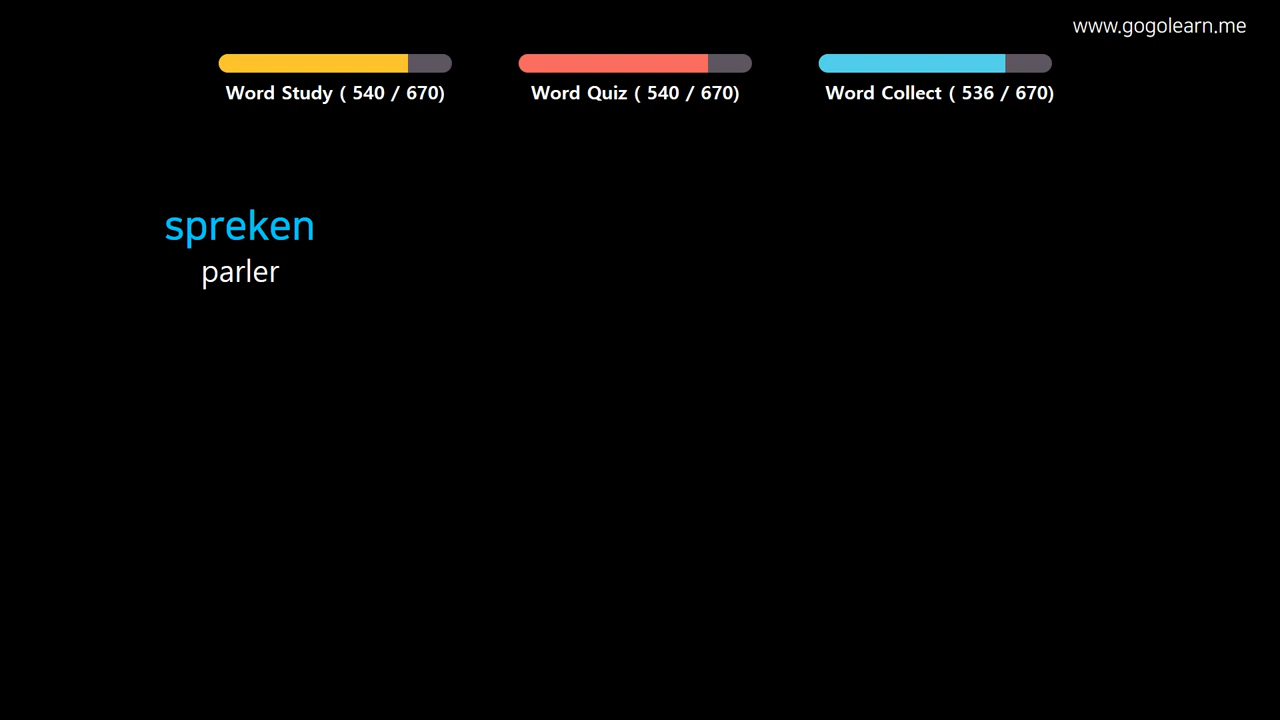 www.gogolearn.me
Word Study ( 540 / 670)
Word Quiz ( 540 / 670)
Word Collect ( 536 / 670)
spreken
parler